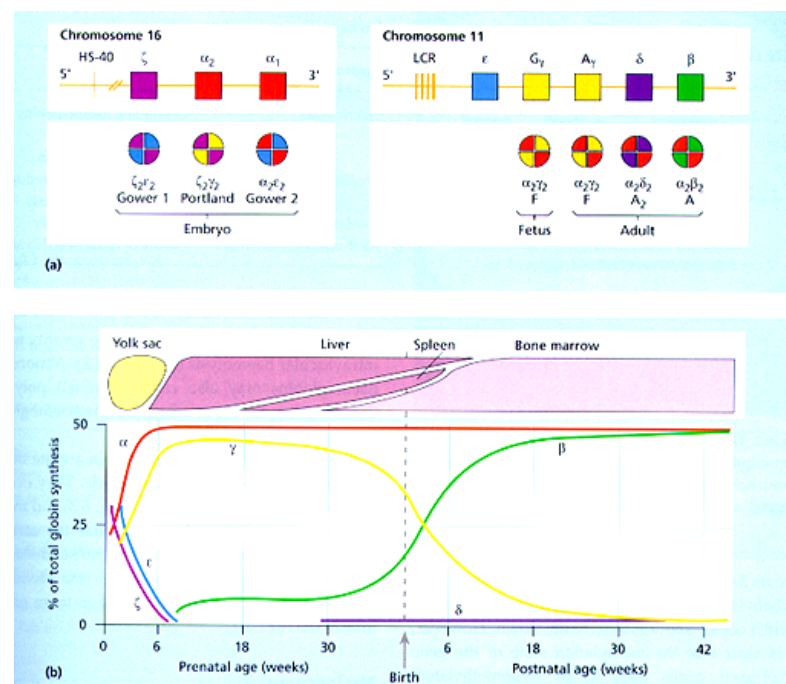 Chromosome 16
HS-40 ζ α2 α1
5' 3'
ζ2ε2 ζ2γ2 α2ε2
Gower 1 Portland Gower 2
Embryo
Chromosome 11
LCR ε Gγ Aγ δ β
5' 3'
α2γ2 α2γ2 α2δ2 α2β2
F F A2 A
Fetus Adult
(a)
Yolk sac Liver Spleen Bone marrow
% of total globin synthesis
50
25
0
α γ β
ε
ζ δ
0 6 18 30 6 18 30 42
Prenatal age (weeks) Birth Postnatal age (weeks)
(b)